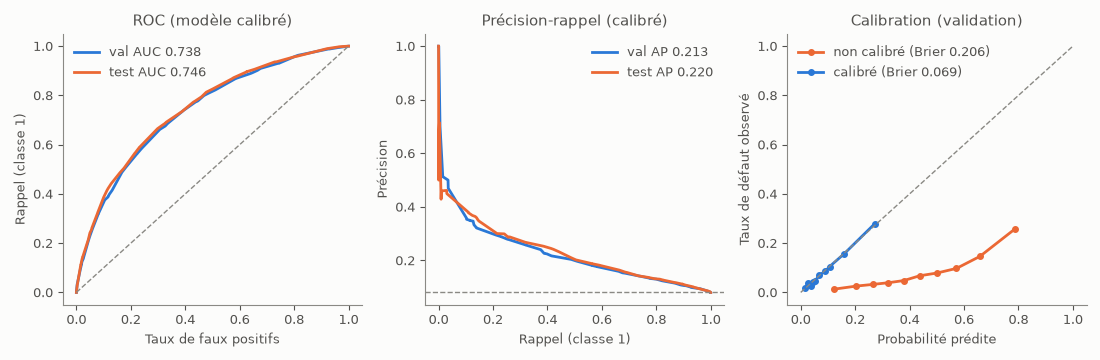 ROC (modèle calibré)
val AUC 0.738
test AUC 0.746
Rappel (classe 1)
1.0
0.8
0.6
0.4
0.2
0.0
0.0 0.2 0.4 0.6 0.8 1.0
Taux de faux positifs
Précision-rappel (calibré)
val AP 0.213
test AP 0.220
Précision
1.0
0.8
0.6
0.4
0.2
0.0 0.2 0.4 0.6 0.8 1.0
Rappel (classe 1)
Calibration (validation)
non calibré (Brier 0.206)
calibré (Brier 0.069)
Taux de défaut observé
1.0
0.8
0.6
0.4
0.2
0.0
0.0 0.2 0.4 0.6 0.8 1.0
Probabilité prédite